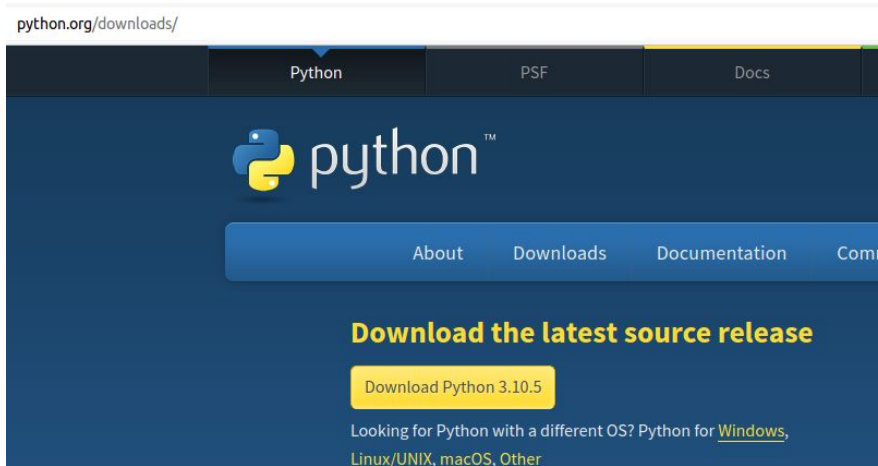 python.org/downloads/
Python PSF Docs
python™
About Downloads Documentation
Download the latest source release
Download Python 3.10.5
Looking for Python with a different OS? Python for Windows,
Linux/UNIX, macOS, Other